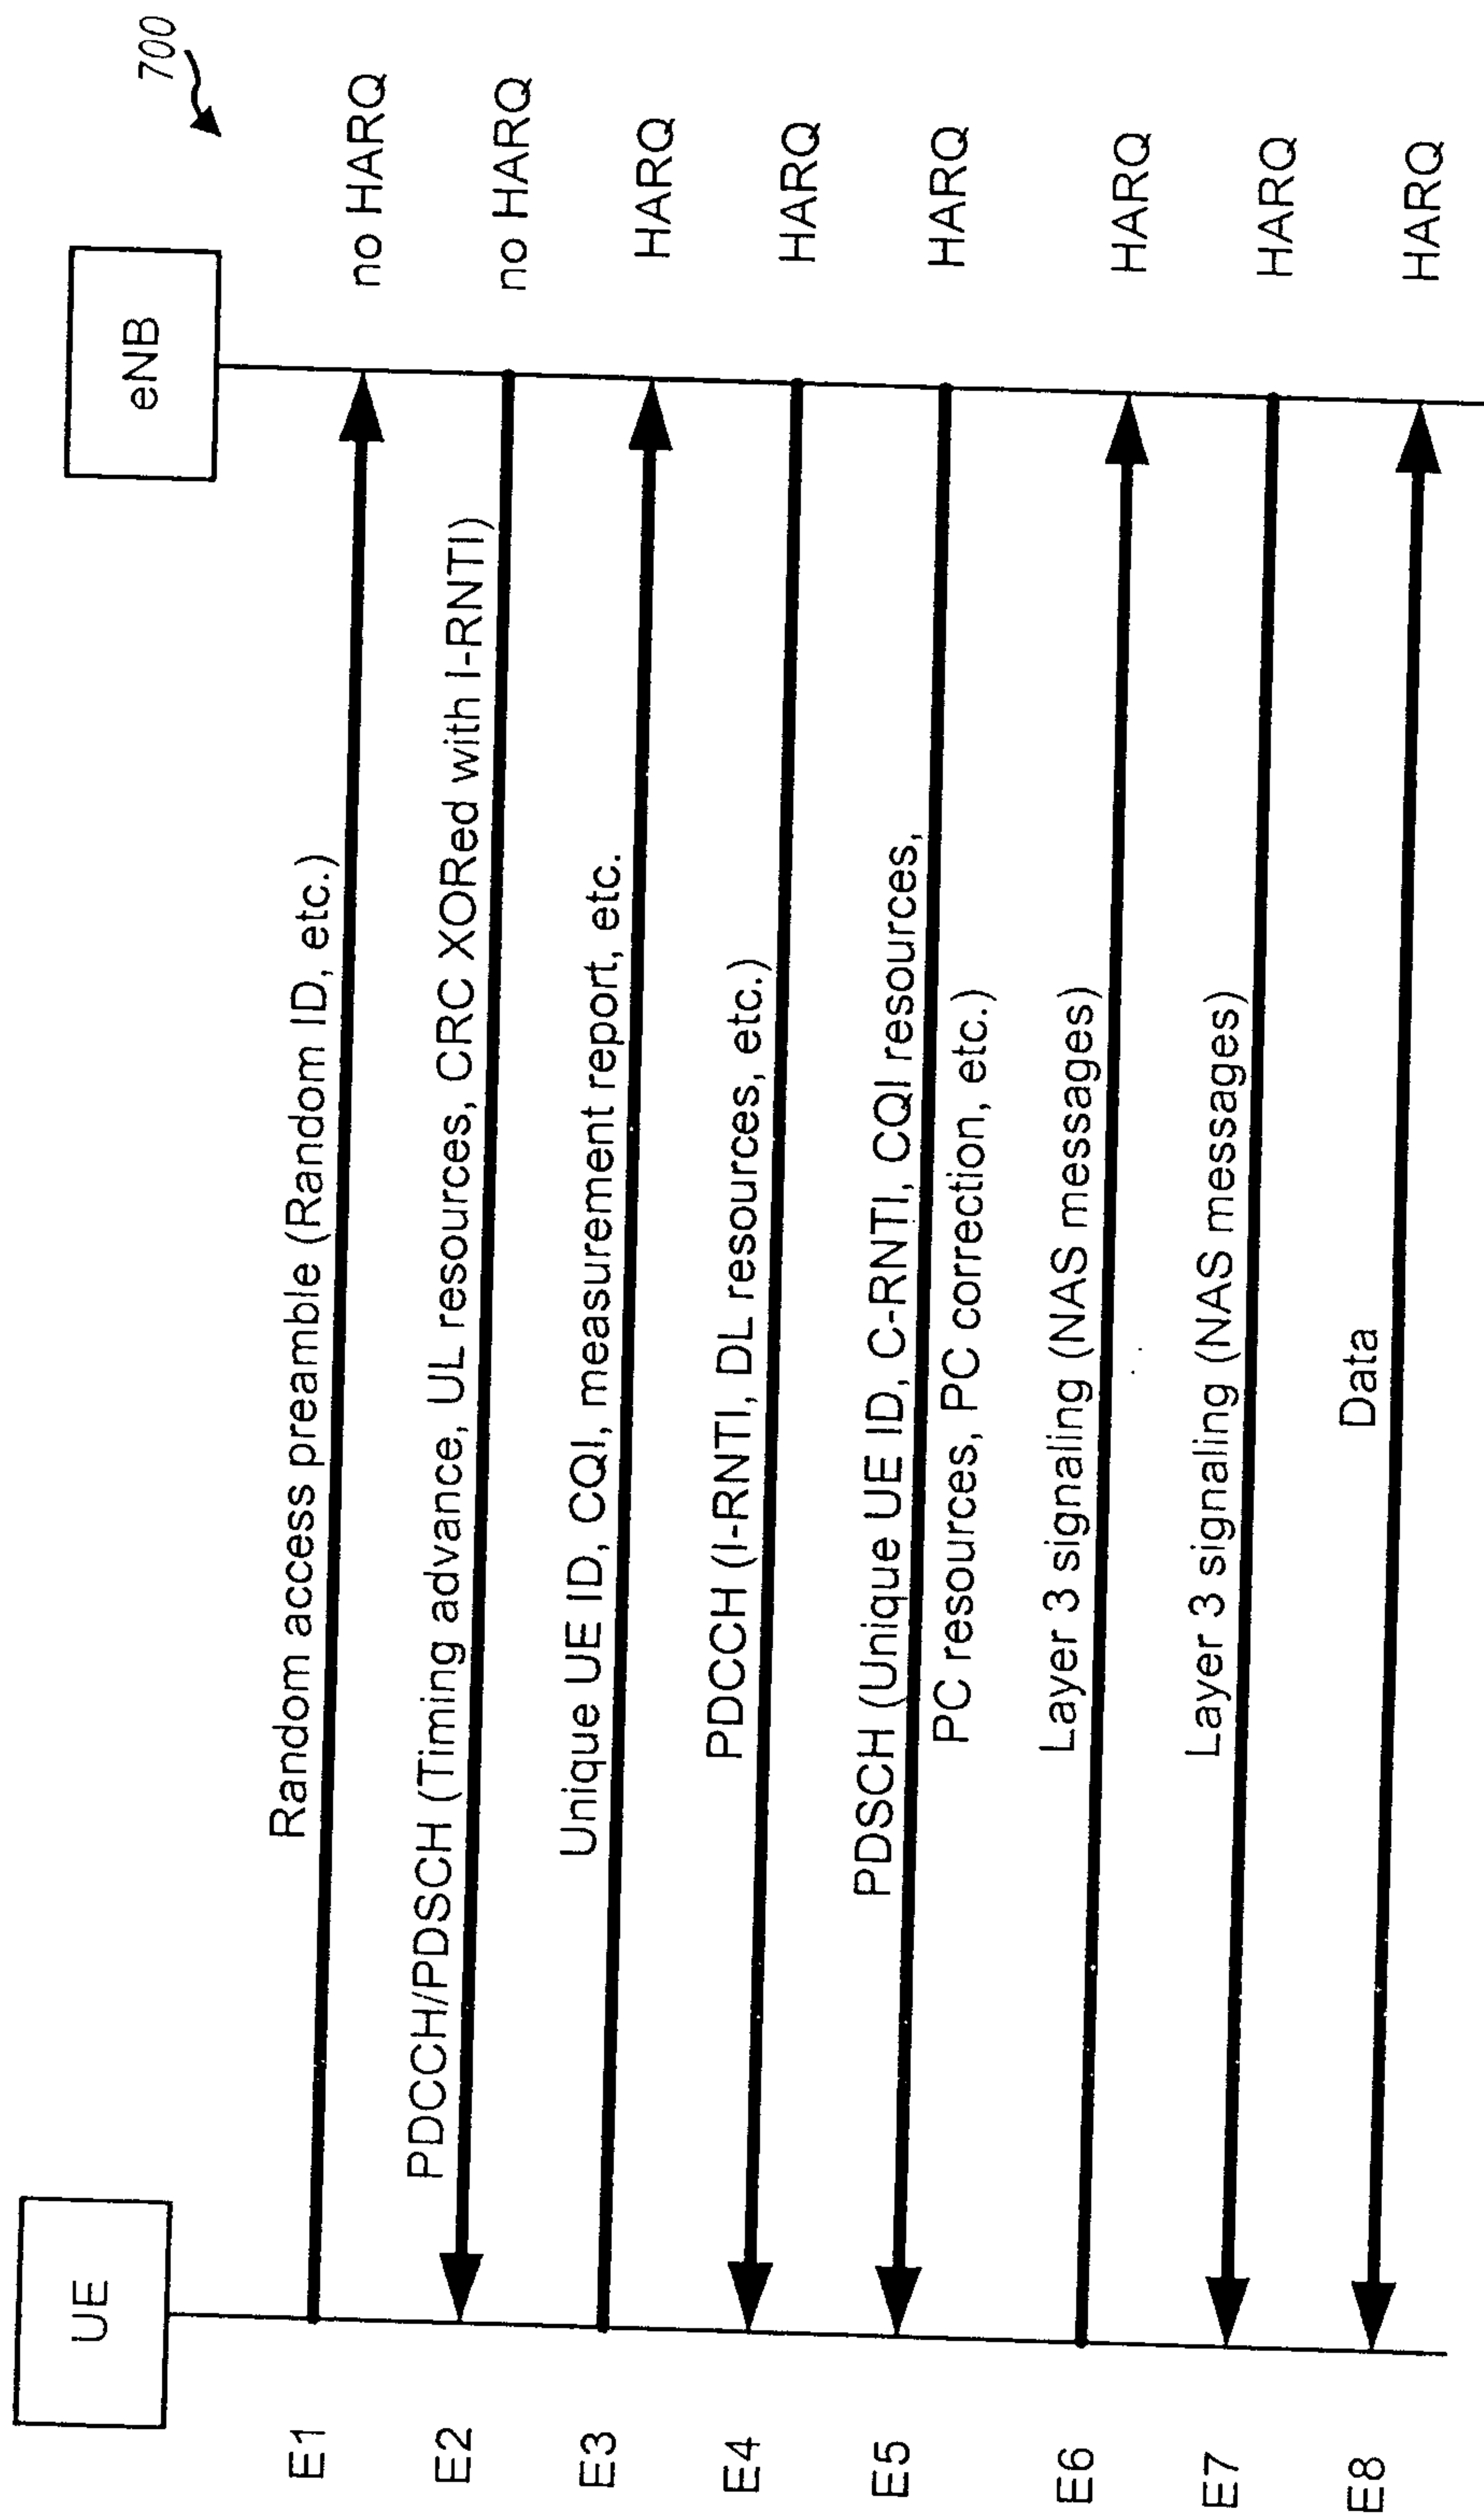 700
UE
eNB
E1
Random access preamble (Random ID, etc.)
no HARQ
E2
PDCCH/PDSCH (Timing advance, UL resources, CRC XORed with I-RNTI)
no HARQ
E3
Unique UE ID, CQI, measurement report, etc.
HARQ
E4
PDCCH (I-RNTI, DL resources, etc.)
HARQ
E5
PDSCH (Unique UE ID, C-RNTI, CQI resources,
PC resources, PC correction, etc.)
HARQ
E6
Layer 3 signaling (NAS messages)
HARQ
E7
Layer 3 signaling (NAS messages)
HARQ
E8
Data
HARQ